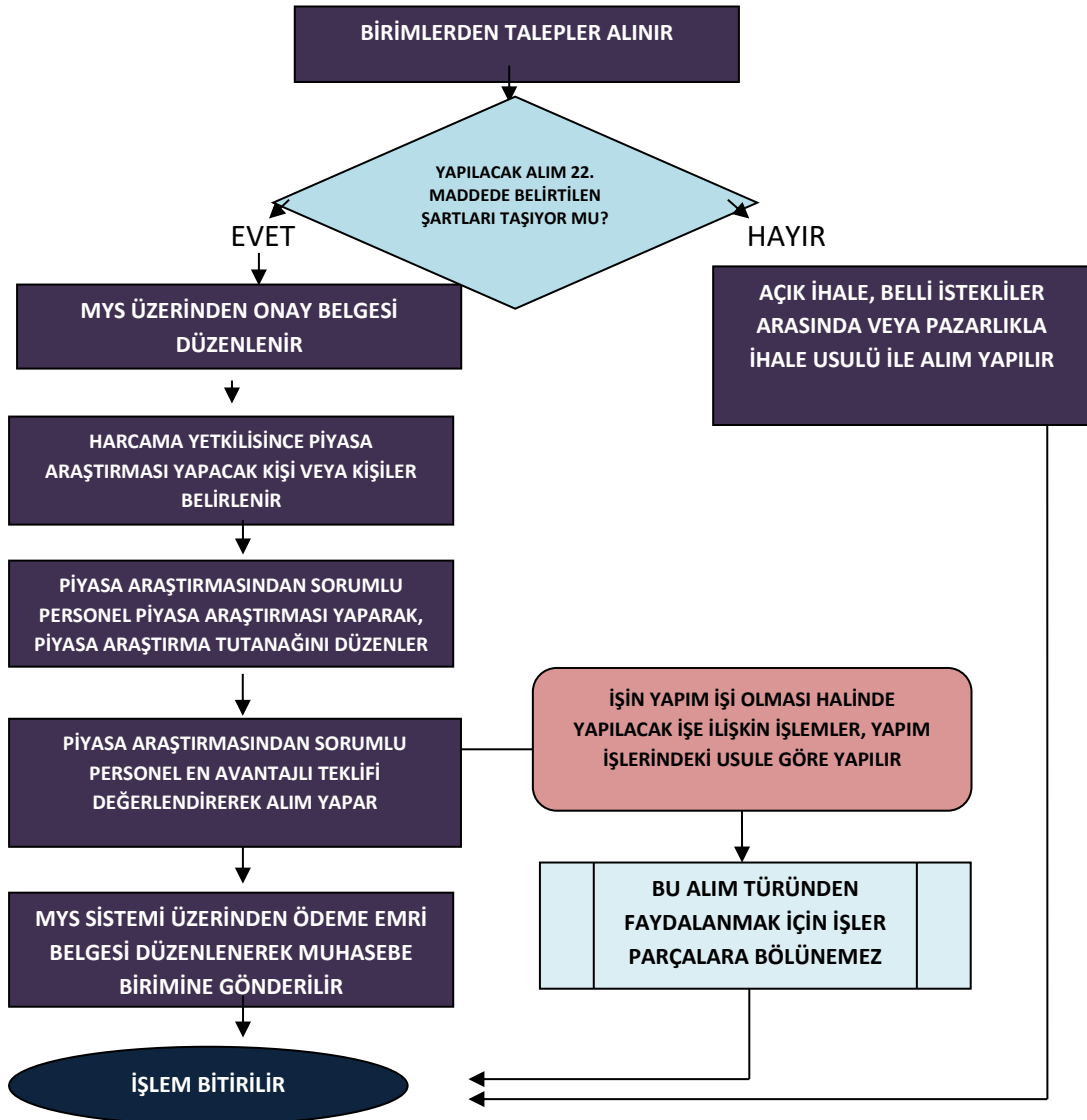 BİRİMLERDEN TALEPLER ALINIR
YAPILACAK ALIM 22.
MADDEDE BELİRTİLEN
ŞARTLARI TAŞIYOR MU?
EVET
HAYIR
MYS ÜZERİNDEN ONAY BELGESİ
DÜZENLENİR
AÇIK İHALE, BELLİ İSTEKLİLER
ARASINDA VEYA PAZARLIKLA
İHALE USULÜ İLE ALIM YAPILIR
HARCAMA YETKİLİSİNCE PİYASA
ARAŞTIRMASI YAPACAK KİŞİ VEYA KİŞİLER
BELİRLENİR
PİYASA ARAŞTIRMASINDAN SORUMLU
PERSONEL PİYASA ARAŞTIRMASI YAPARAK,
PİYASA ARAŞTIRMA TUTANAĞINI DÜZENLER
PİYASA ARAŞTIRMASINDAN SORUMLU
PERSONEL EN AVANTAJLI TEKLİFİ
DEĞERLENDİREREK ALIM YAPAR
İŞİN YAPIM İŞİ OLMASI HALİNDE
YAPILACAK İŞE İLİŞKİN İŞLEMLER, YAPIM
İŞLERİNDEKİ USULE GÖRE YAPILIR
BU ALIM TÜRÜNDEN
FAYDALANMAK İÇİN İŞLER
PARÇALARA BÖLÜNEMEZ
MYS SİSTEMİ ÜZERİNDEN ÖDEME EMRİ
BELGESİ DÜZENLENEREK MUHASEBE
BİRİMİNE GÖNDERİLİR
İŞLEM BİTİRİLİR